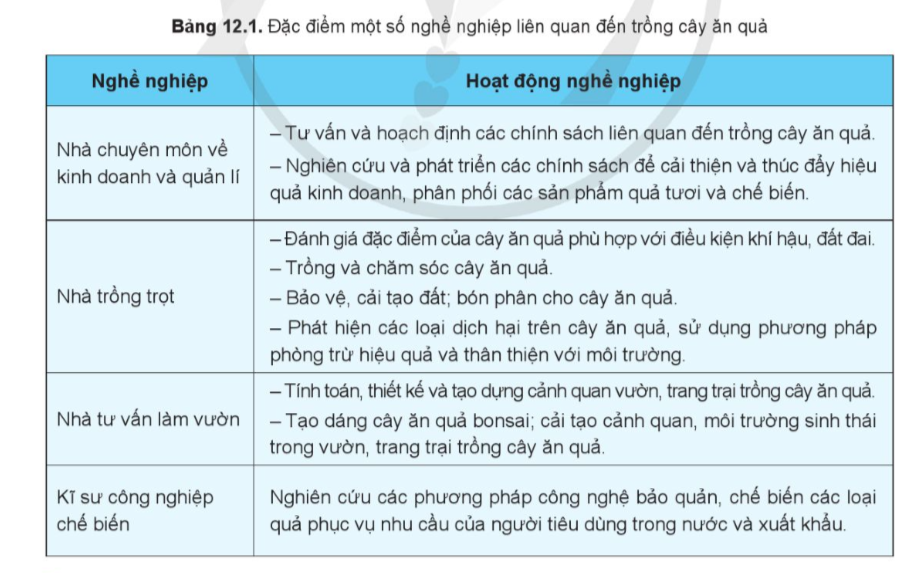 Bảng 12.1. Đặc điểm một số nghề nghiệp liên quan đến trồng cây ăn quả
Nghề nghiệp
Hoạt động nghề nghiệp
Nhà chuyên môn về
kinh doanh và quản lí
– Tư vấn và hoạch định các chính sách liên quan đến trồng cây ăn quả.
– Nghiên cứu và phát triển các chính sách để cải thiện và thúc đẩy hiệu
quả kinh doanh, phân phối các sản phẩm quả tươi và chế biến.
Nhà trồng trọt
– Đánh giá đặc điểm của cây ăn quả phù hợp với điều kiện khí hậu, đất đai.
– Trồng và chăm sóc cây ăn quả.
– Bảo vệ, cải tạo đất; bón phân cho cây ăn quả.
– Phát hiện các loại dịch hại trên cây ăn quả, sử dụng phương pháp
phòng trừ hiệu quả và thân thiện với môi trường.
Nhà tư vấn làm vườn
– Tính toán, thiết kế và tạo dựng cảnh quan vườn, trang trại trồng cây ăn quả.
– Tạo dáng cây ăn quả bonsai; cải tạo cảnh quan, môi trường sinh thái
trong vườn, trang trại trồng cây ăn quả.
Kĩ sư công nghiệp
chế biến
Nghiên cứu các phương pháp công nghệ bảo quản, chế biến các loại
quả phục vụ nhu cầu của người tiêu dùng trong nước và xuất khẩu.